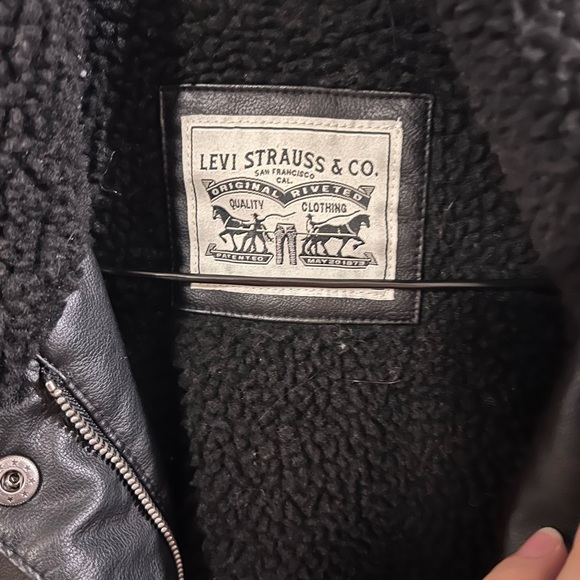 LEVI STRAUSS & CO.
SAN FRANCISCO
CAL.
ORIGINAL RIVETED
QUALITY CLOTHING
PATENTED MAY 20 1873